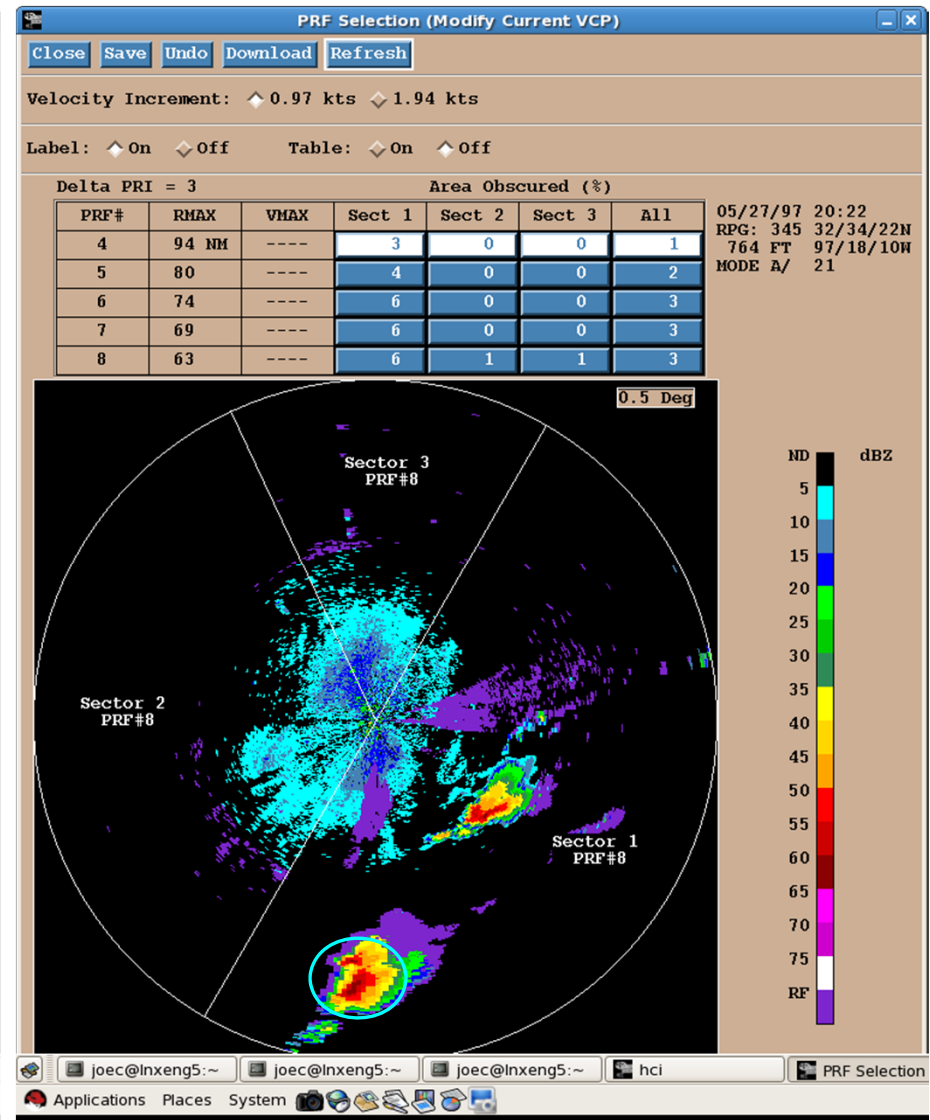 PRF Selection (Modify Current VCP)
Close Save Undo Download Refresh
Velocity Increment: 0.97 kts 1.94 kts
Label: On Off Table: On Off
Delta PRI = 3 Area Obscured (%)
PRF# RMAX VMAX Sect 1 Sect 2 Sect 3 All
4 94 NM ---- 3 0 0 1
5 80 ---- 4 0 0 2
6 74 ---- 6 0 0 3
7 69 ---- 6 0 0 3
8 63 ---- 6 1 1 3
05/27/97 20:22
RPG: 345 32/34/22N
764 FT 97/18/10W
MODE A/ 21
0.5 Deg
Sector 3
PRF#8
Sector 2
PRF#8
Sector 1
PRF#8
ND dBZ
5
10
15
20
25
30
35
40
45
50
55
60
65
70
75
RF
joec@lnxeng5:~ joec@lnxeng5:~ joec@lnxeng5:~ hci PRF Selection
Applications Places System